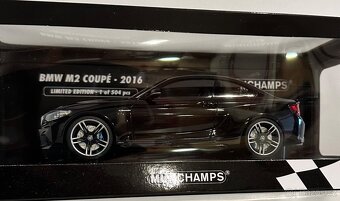 MINICHAMPS
BMW M2 COUPÉ - 2016
LIMITED EDITION - 1 of 504 pcs
MINICHAMPS